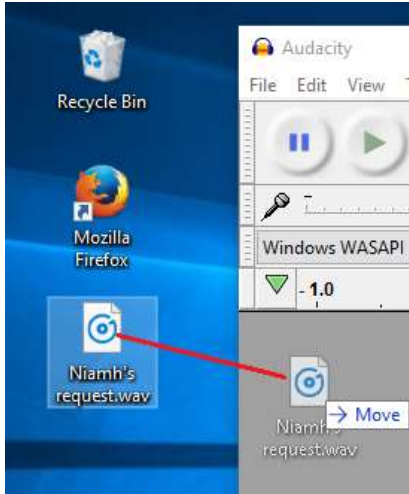 Recycle Bin
Mozilla
Firefox
Niamh's
request.wav
Audacity
File Edit View
Windows WASAPI
- 1.0
→ Move
Niamh's
request.wav